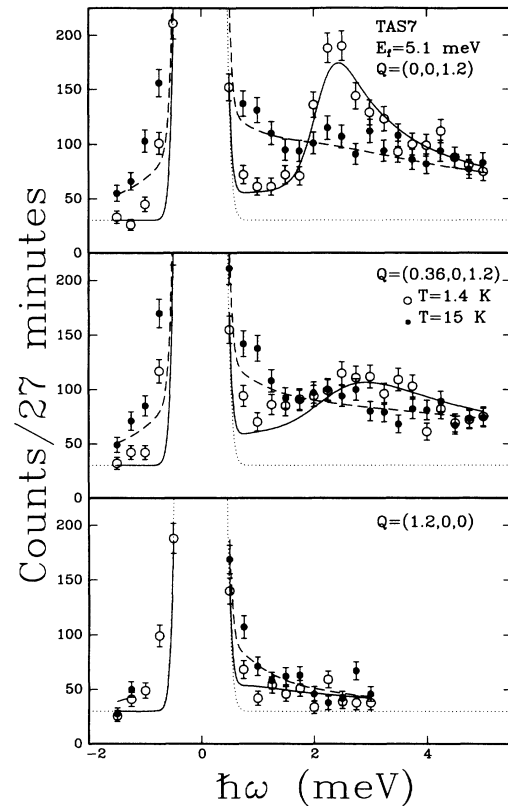 TAS7
E_f=5.1 meV
Q=(0,0,1.2)
200
150
100
50
0
Q=(0.36,0,1.2)
T=1.4 K
T=15 K
200
150
100
50
0
Q=(1.2,0,0)
200
150
100
50
0
−2 0 2 4
Counts/27 minutes
ħω (meV)